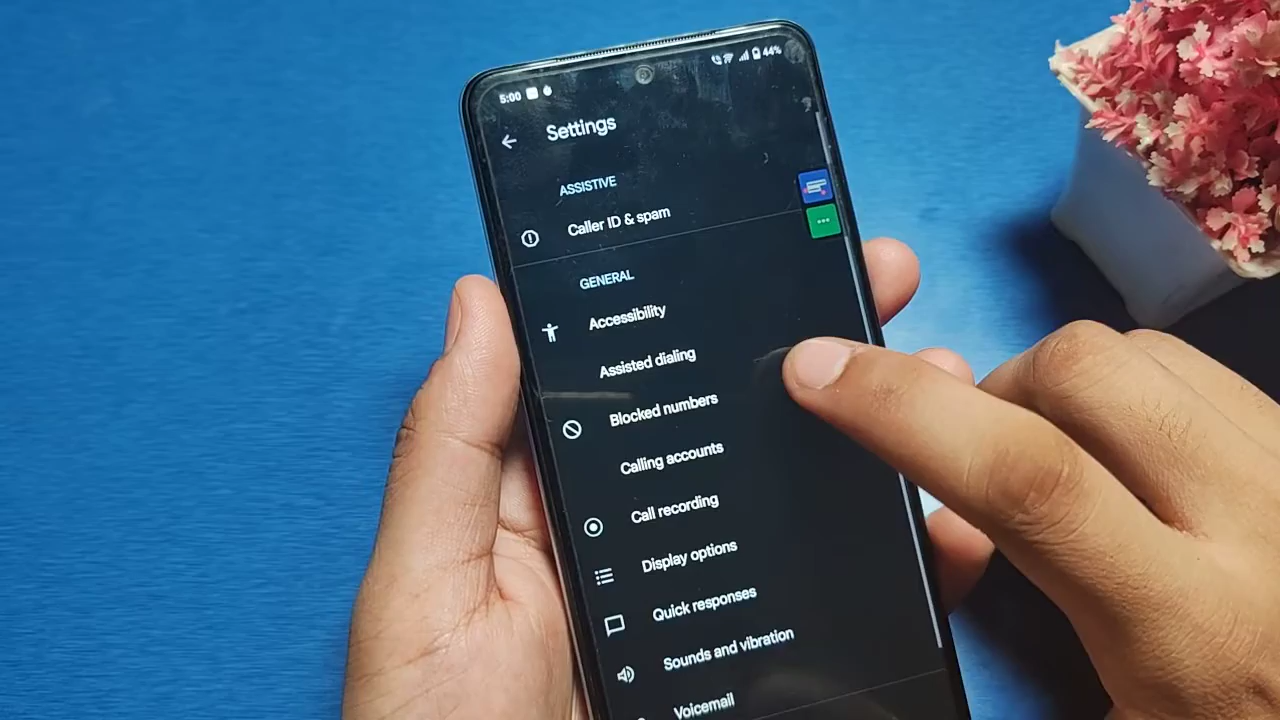 5:00
44%
Settings
ASSISTIVE
Caller ID & spam
GENERAL
Accessibility
Assisted dialing
Blocked numbers
Calling accounts
Call recording
Display options
Quick responses
Sounds and vibration
Voicemail